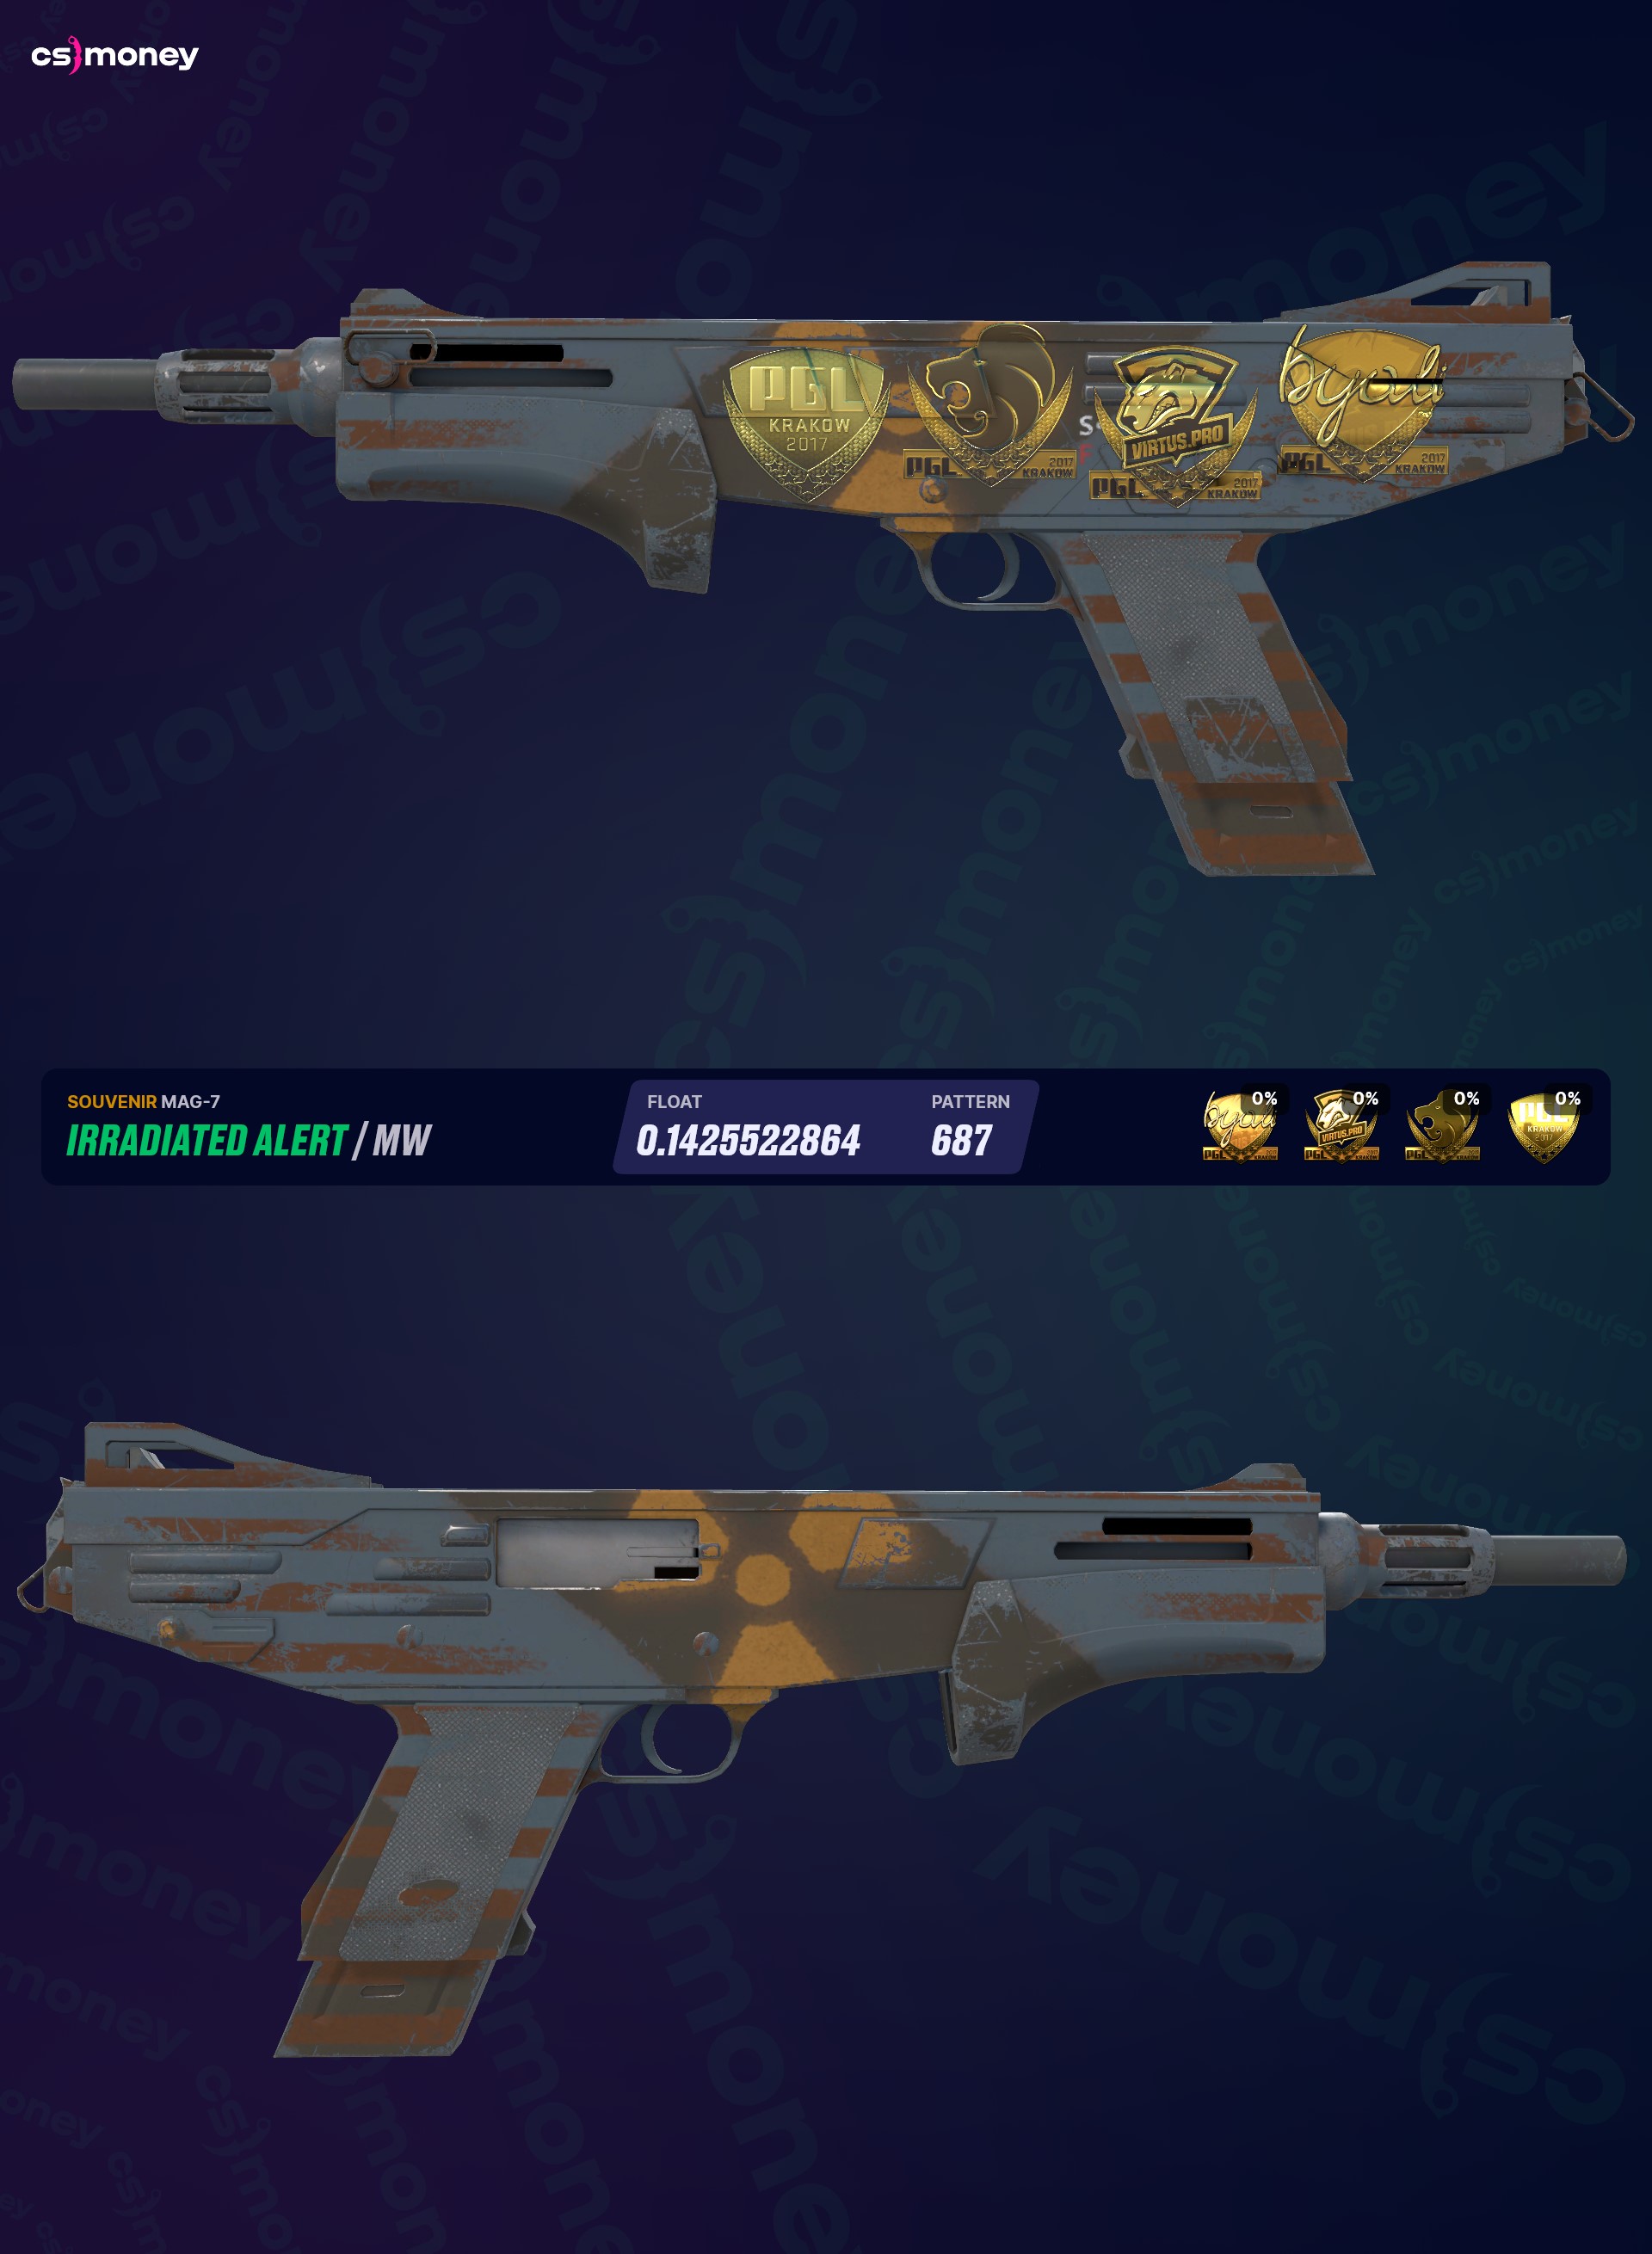 cs money
PGL
KRAKOW
2017
PGL
2017
KRAKOW
VIRTUS.PRO
PGL
2017
KRAKOW
byali
PGL
2017
KRAKOW
SOUVENIR MAG-7
IRRADIATED ALERT / MW
FLOAT
0.1425522864
PATTERN
687
0%
0%
0%
0%